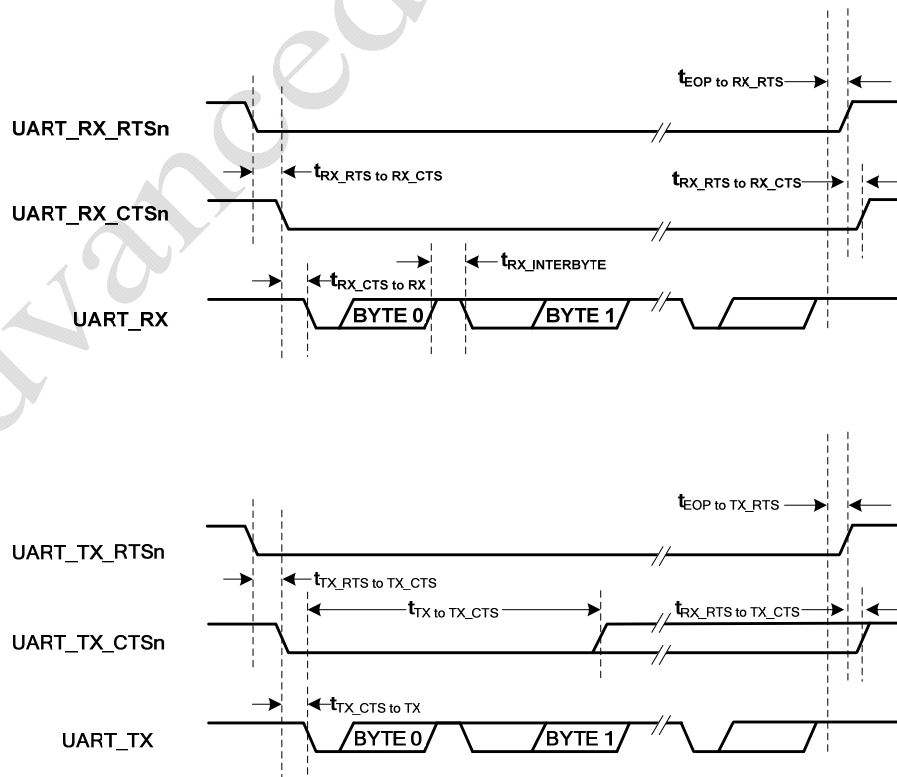 tEOP to RX_RTS
UART_RX_RTSn
tRX_RTS to RX_CTS
tRX_RTS to RX_CTS
UART_RX_CTSn
tRX_INTERBYTE
tRX_CTS to RX
UART_RX
BYTE 0
BYTE 1
tEOP to TX_RTS
UART_TX_RTSn
tTX_RTS to TX_CTS
tTX to TX_CTS
tRX_RTS to TX_CTS
UART_TX_CTSn
tTX_CTS to TX
UART_TX
BYTE 0
BYTE 1